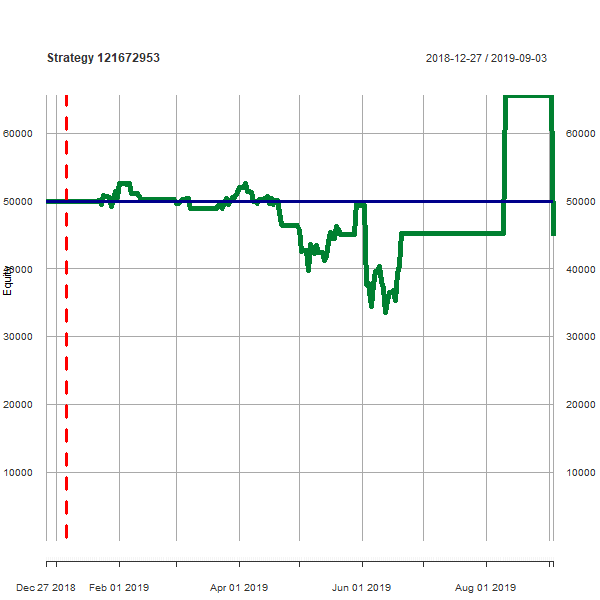 Strategy 121672953
2018-12-27 / 2019-09-03
60000
60000
50000
50000
Equity
40000
40000
30000
30000
20000
20000
10000
10000
Dec 27 2018
Feb 01 2019
Apr 01 2019
Jun 01 2019
Aug 01 2019